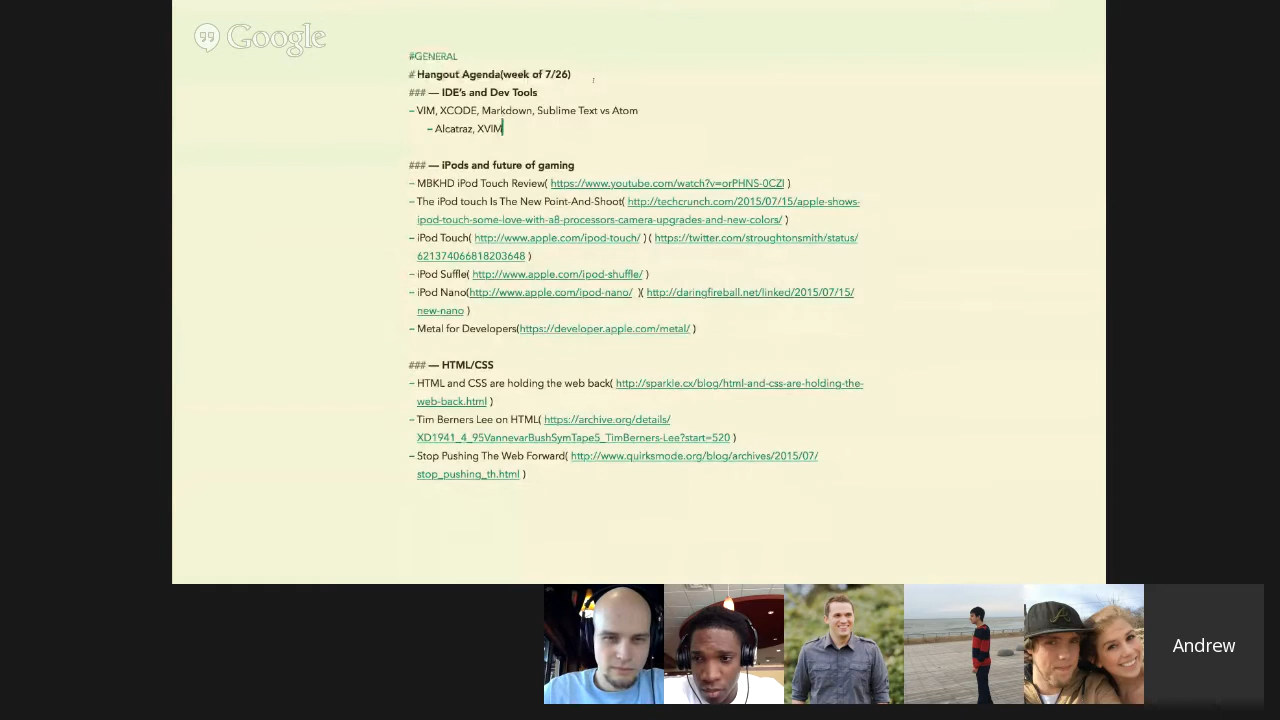 Google
#GENERAL
# Hangout Agenda(week of 7/26)
### — IDE's and Dev Tools
– VIM, XCODE, Markdown, Sublime Text vs Atom
– Alcatraz, XVIM
### — iPods and future of gaming
– MBKHD iPod Touch Review( https://www.youtube.com/watch?v=orPHNS-0CZI )
– The iPod touch Is The New Point-And-Shoot( http://techcrunch.com/2015/07/15/apple-shows-
ipod-touch-some-love-with-a8-processors-camera-upgrades-and-new-colors/ )
– iPod Touch( http://www.apple.com/ipod-touch/ ) ( https://twitter.com/stroughtonsmith/status/
621374066818203648 )
– iPod Suffle( http://www.apple.com/ipod-shuffle/ )
– iPod Nano(http://www.apple.com/ipod-nano/ )( http://daringfireball.net/linked/2015/07/15/
new-nano )
– Metal for Developers(https://developer.apple.com/metal/ )
### — HTML/CSS
– HTML and CSS are holding the web back( http://sparkle.cx/blog/html-and-css-are-holding-the-
web-back.html )
– Tim Berners Lee on HTML( https://archive.org/details/
XD1941_4_95VannevarBushSymTape5_TimBerners-Lee?start=520 )
– Stop Pushing The Web Forward( http://www.quirksmode.org/blog/archives/2015/07/
stop_pushing_th.html )
Andrew